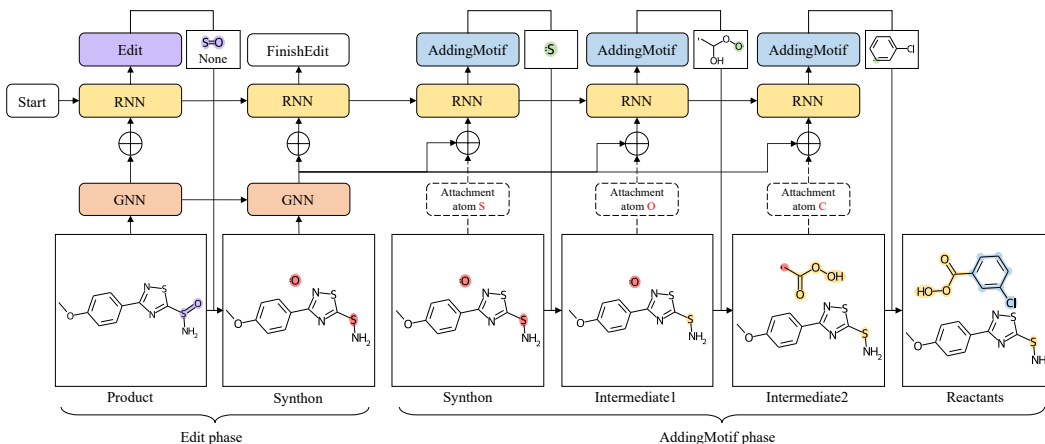 Edit
S=O
None
FinishEdit
AddingMotif
:S
AddingMotif
O
O
OH
AddingMotif
Cl
Start
RNN
RNN
RNN
RNN
RNN
GNN
GNN
Attachment
atom S
Attachment
atom O
Attachment
atom C
O
N
N
S
S
O
NH₂
:O
O
N
N
S
S
NH₂
:O
O
N
N
S
S
NH₂
:O
O
N
N
S
S
NH₂
O
OH
O
O
N
N
S
S
NH₂
O
HO
O
Cl
O
N
N
S
S
NH
Product
Synthon
Synthon
Intermediate1
Intermediate2
Reactants
Edit phase
AddingMotif phase